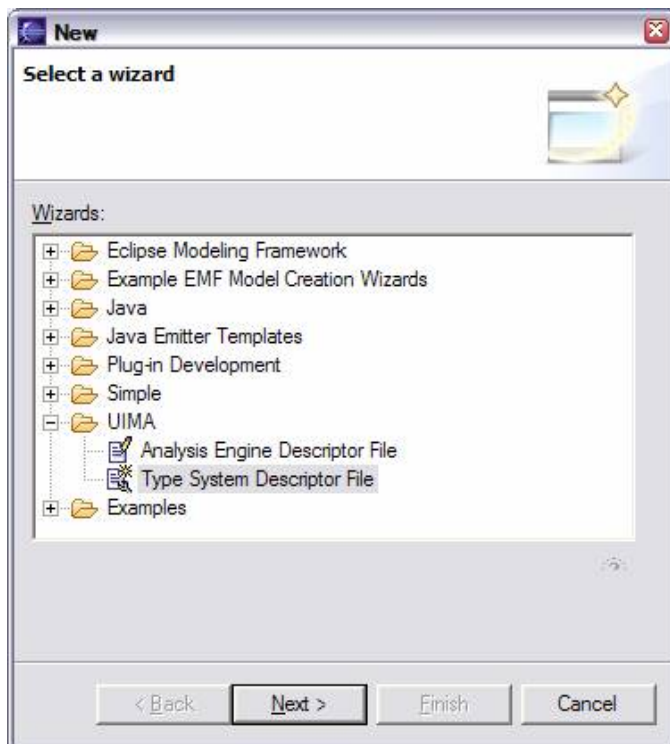 New
Select a wizard
Wizards:
Eclipse Modeling Framework
Example EMF Model Creation Wizards
Java
Java Emitter Templates
Plug-in Development
Simple
UIMA
Analysis Engine Descriptor File
Type System Descriptor File
Examples
< Back Next > Finish Cancel